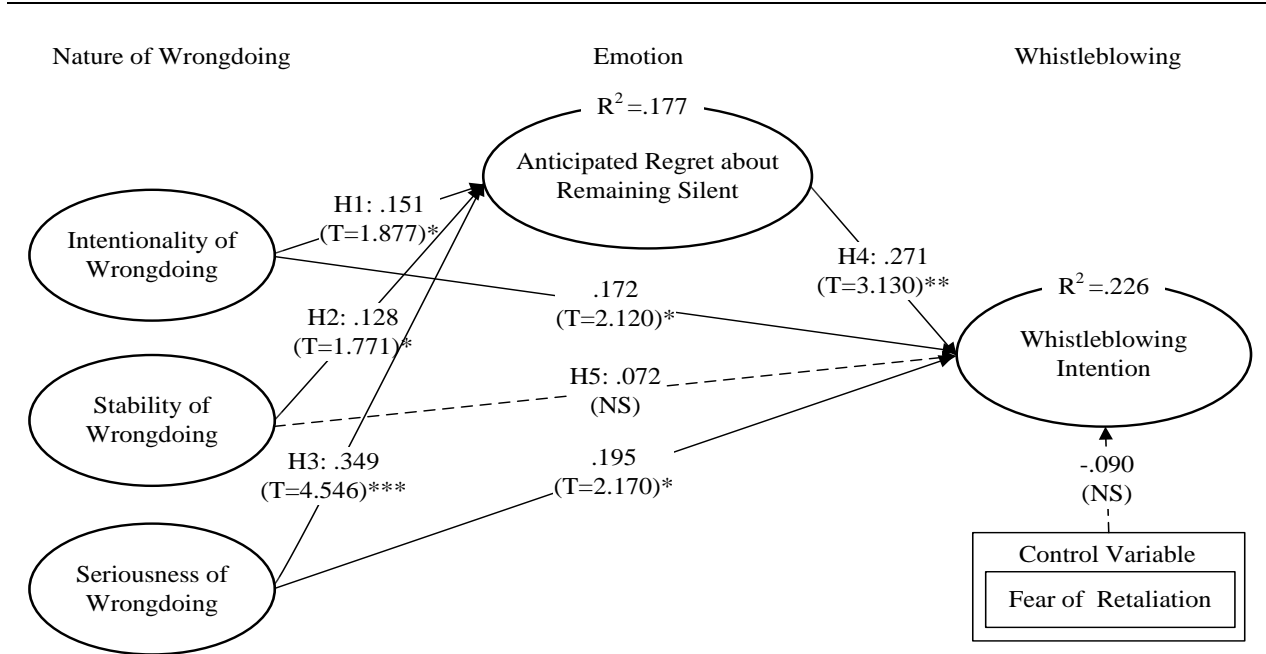 Nature of Wrongdoing
Emotion
Whistleblowing
R² =.177
Anticipated Regret about
Remaining Silent
H1: .151
(T=1.877)*
Intentionality of
Wrongdoing
H4: .271
(T=3.130)**
.172
(T=2.120)*
R² =.226
H2: .128
(T=1.771)*
Whistleblowing
Intention
H5: .072
(NS)
Stability of
Wrongdoing
H3: .349
(T=4.546)***
.195
(T=2.170)*
-.090
(NS)
Control Variable
Fear of Retaliation
Seriousness of
Wrongdoing